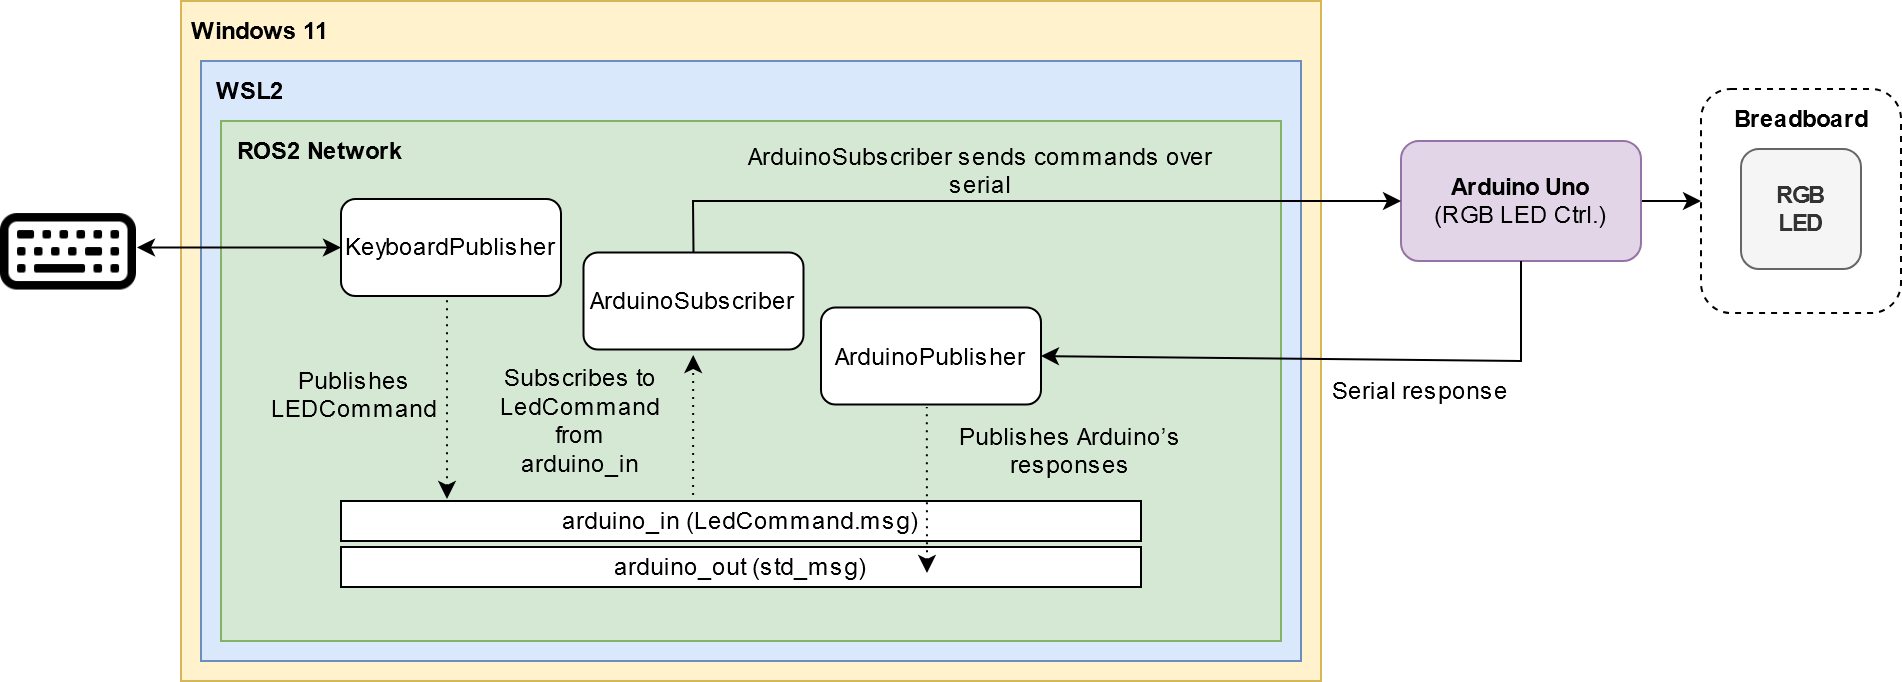 Windows 11
WSL2
ROS2 Network
ArduinoSubscriber sends commands over
serial
Breadboard
Arduino Uno
(RGB LED Ctrl.)
RGB
LED
KeyboardPublisher
ArduinoSubscriber
ArduinoPublisher
Publishes
LEDCommand
Subscribes to
LedCommand
from
arduino_in
Serial response
Publishes Arduino’s
responses
arduino_in (LedCommand.msg)
arduino_out (std_msg)